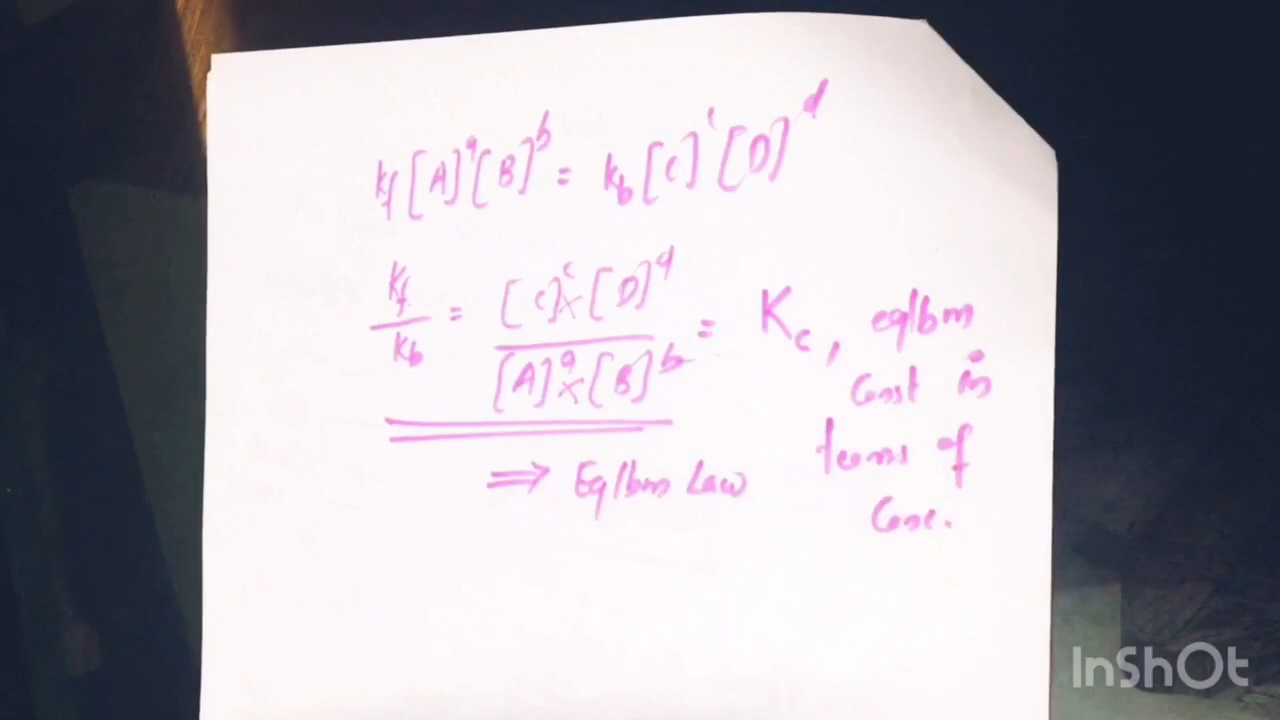 kf[A]^a[B]^b = kb[C]^c[D]^d
kf/kb = [C]^c×[D]^d / [A]^a×[B]^b = Kc, eqlbm
const in
terms of
conc.
⇒ Eqlbm Law
InShOt